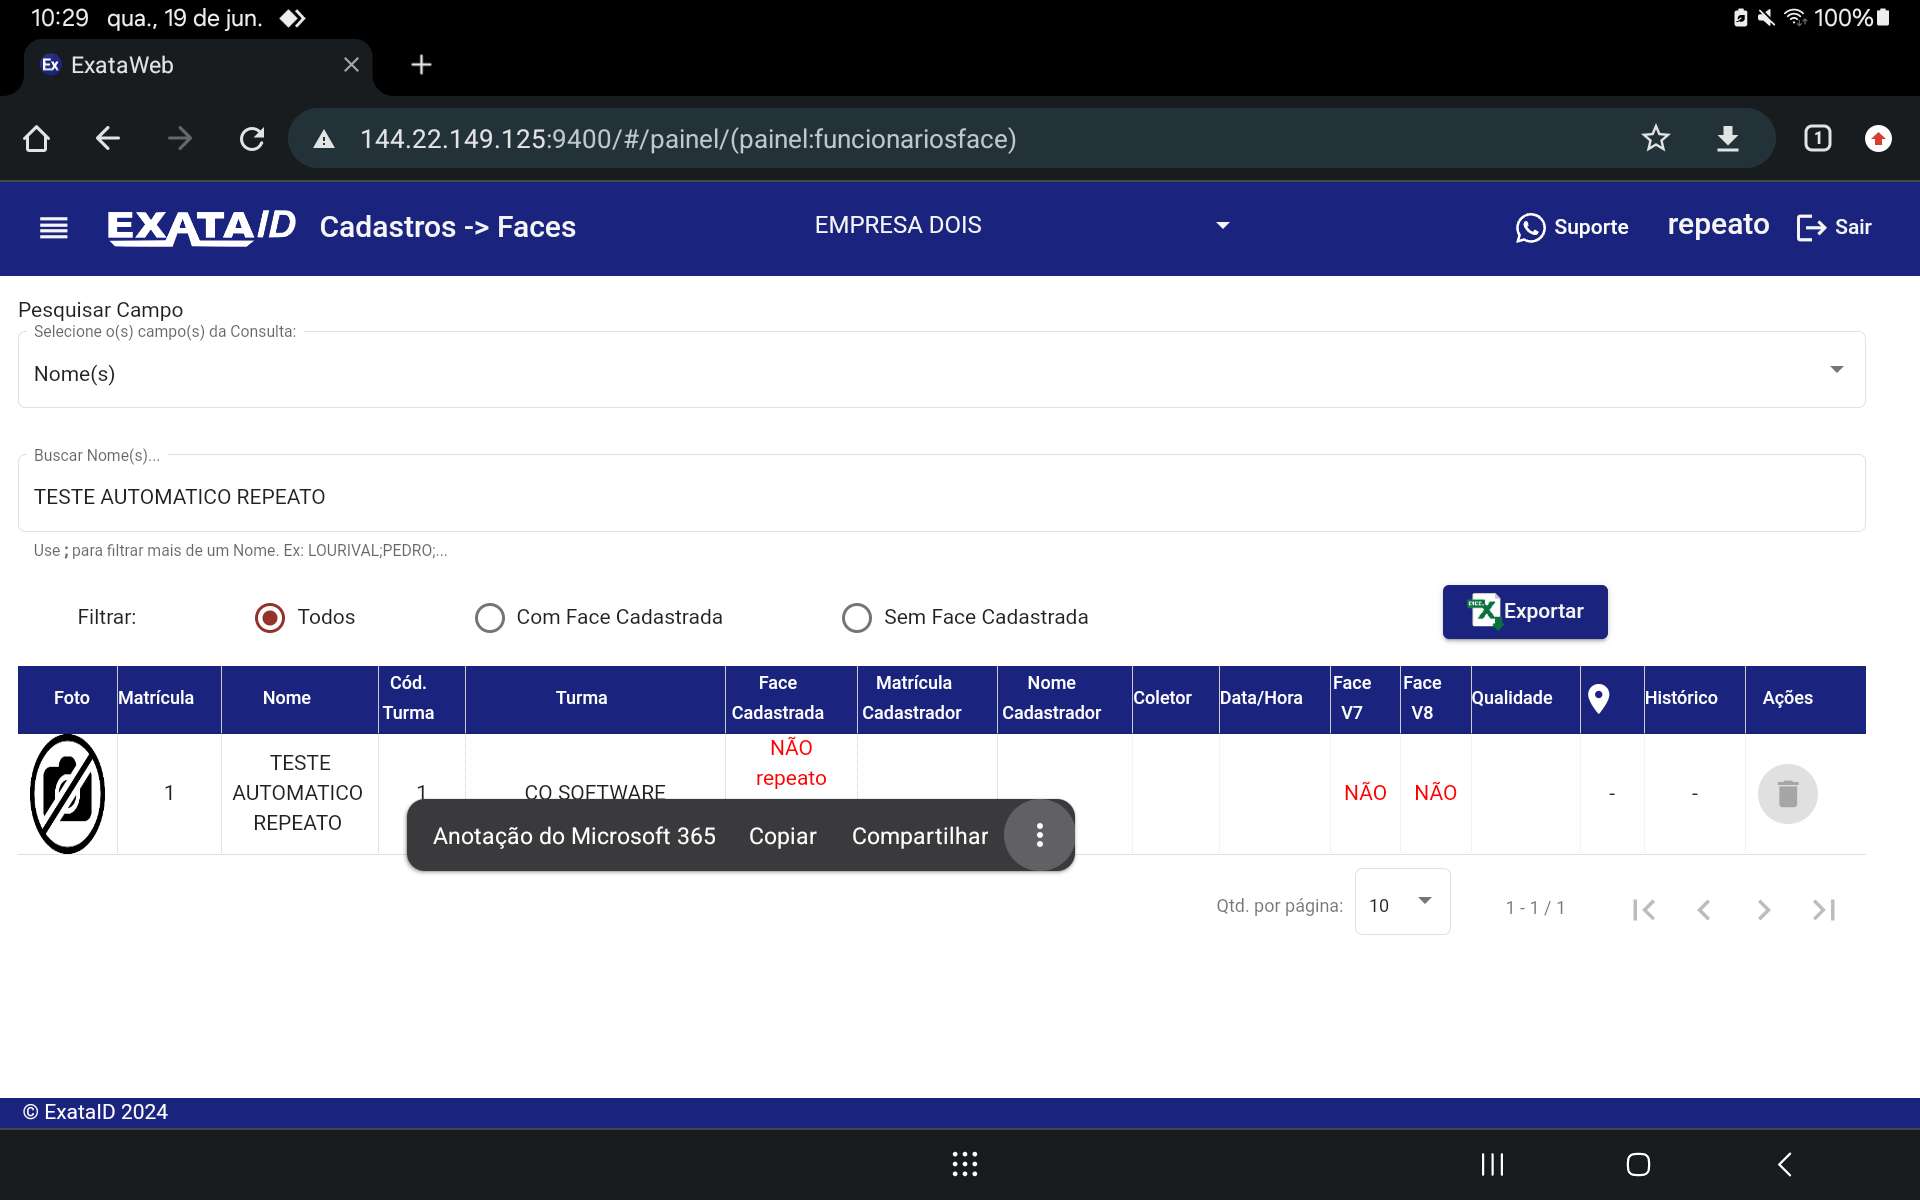 10:29 qua., 19 de jun. 100%
Ex ExataWeb
144.22.149.125:9400/#/painel/(painel:funcionariosface) 1
EXATAID Cadastros -> Faces EMPRESA DOIS Suporte repeato Sair
Pesquisar Campo
Selecione o(s) campo(s) da Consulta:
Nome(s)
Buscar Nome(s)...
TESTE AUTOMATICO REPEATO
Use ; para filtrar mais de um Nome. Ex: LOURIVAL;PEDRO;...
Filtrar: Todos Com Face Cadastrada Sem Face Cadastrada Exportar
Foto Matrícula Nome Cód. Turma Turma Face Cadastrada Matrícula Cadastrador Nome Cadastrador Coletor Data/Hora Face V7 Face V8 Qualidade Histórico Ações
1 TESTE AUTOMATICO REPEATO 1 CO SOFTWARE NÃO repeato NÃO NÃO - -
Anotação do Microsoft 365 Copiar Compartilhar
Qtd. por página: 10 1 - 1 / 1
© ExataID 2024